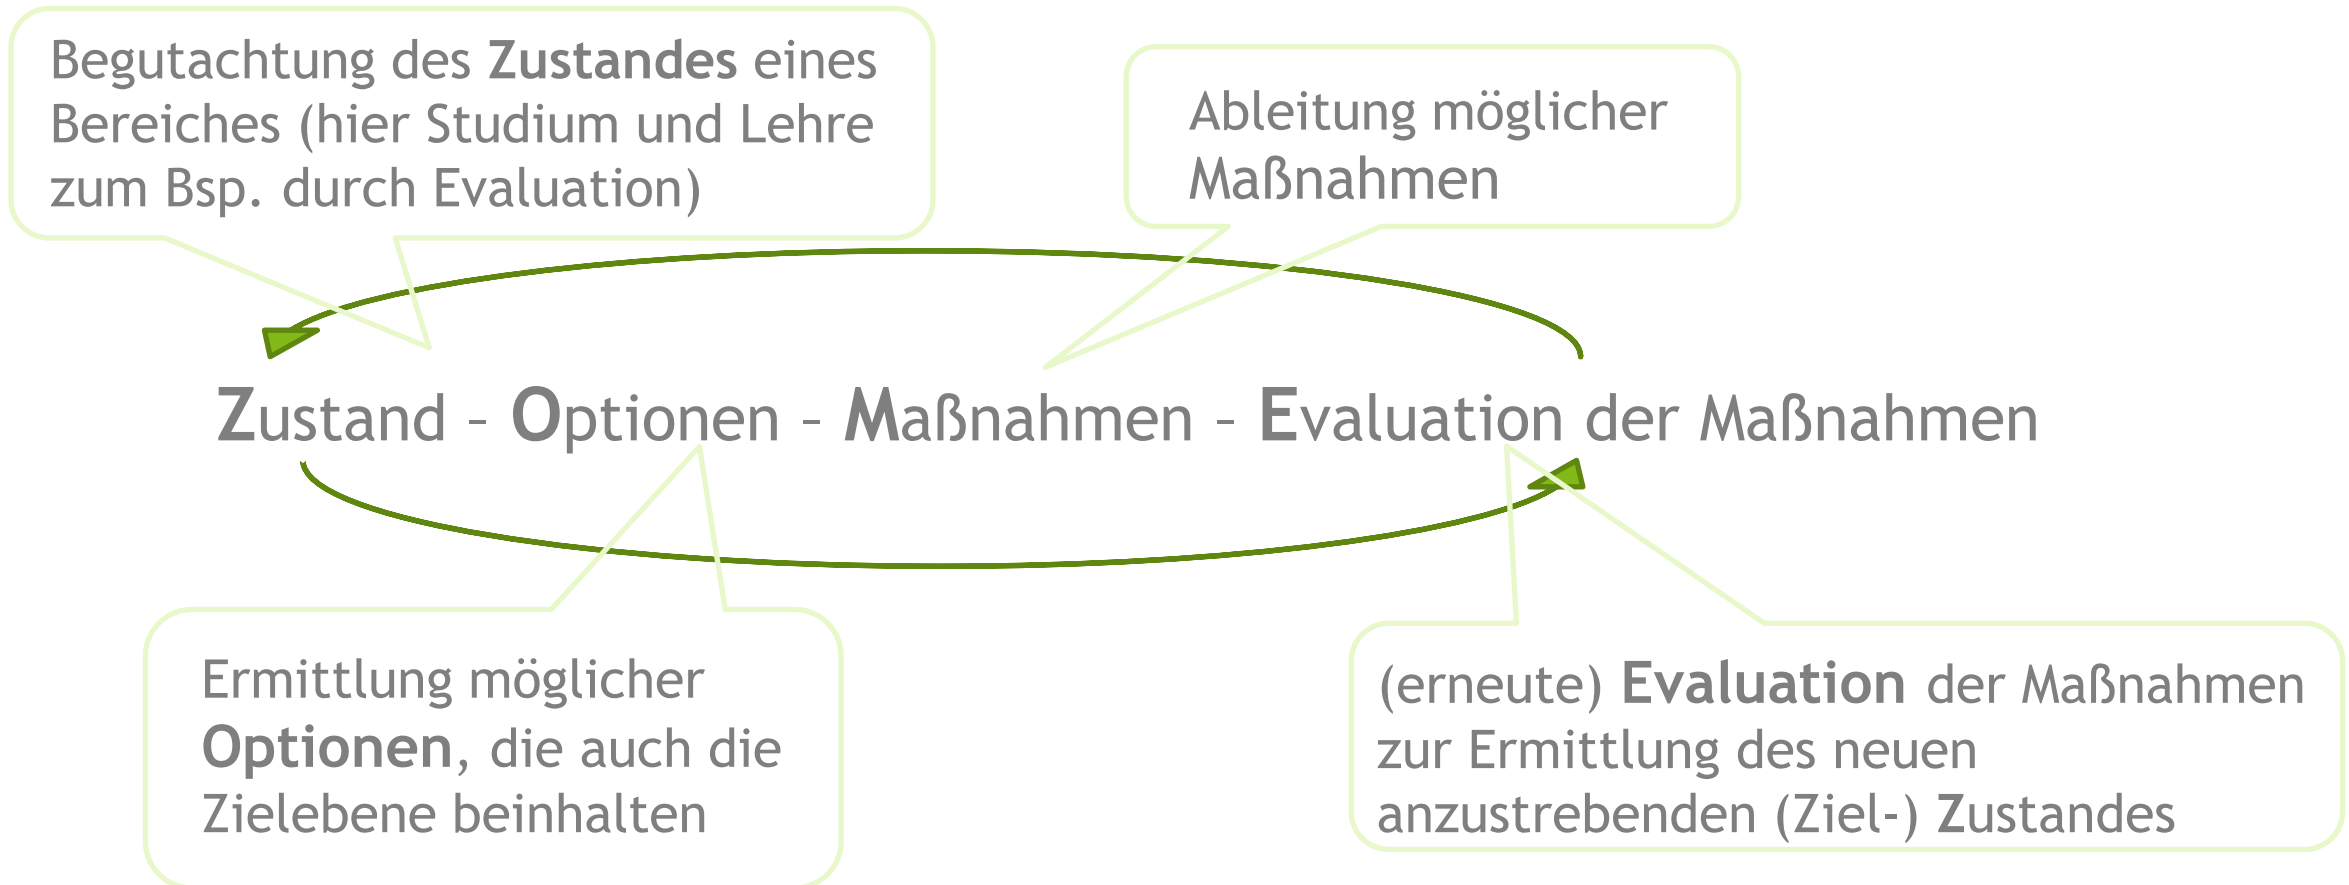 Begutachtung des Zustandes eines
Bereiches (hier Studium und Lehre
zum Bsp. durch Evaluation)
Ableitung möglicher
Maßnahmen
Zustand – Optionen – Maßnahmen – Evaluation der Maßnahmen
Ermittlung möglicher
Optionen, die auch die
Zielebene beinhalten
(erneute) Evaluation der Maßnahmen
zur Ermittlung des neuen
anzustrebenden (Ziel-) Zustandes